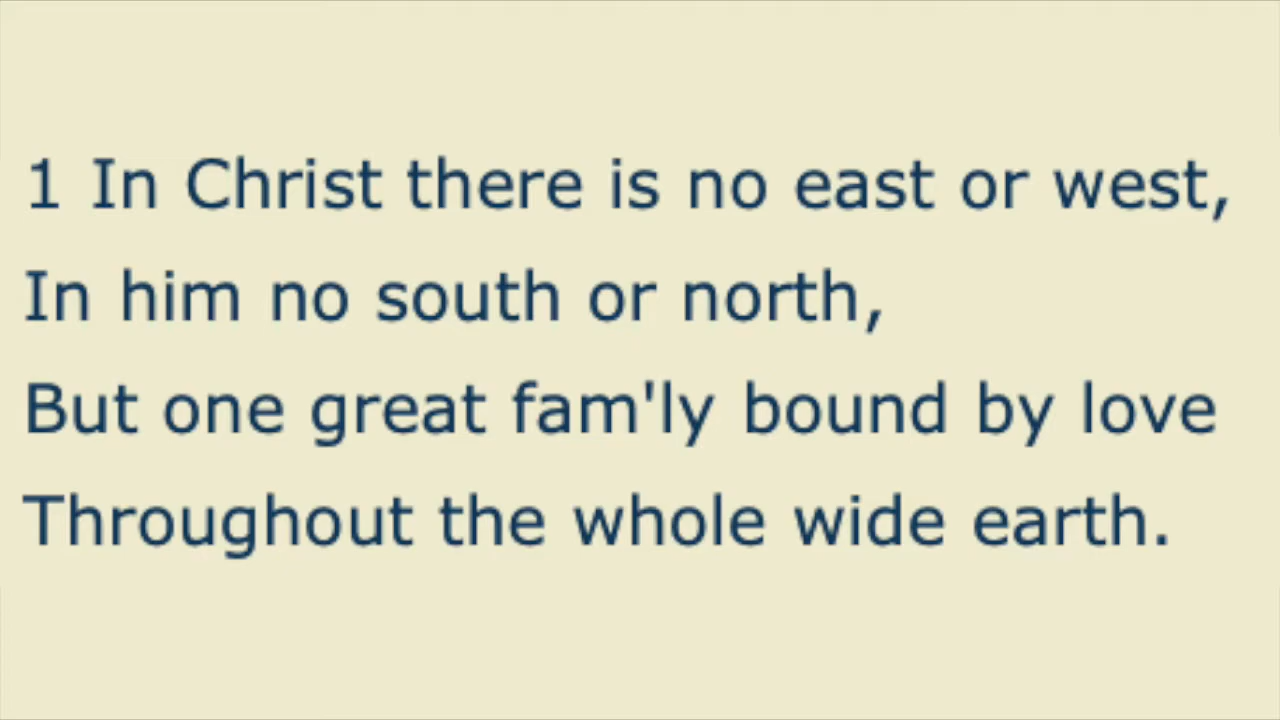 1 In Christ there is no east or west,
In him no south or north,
But one great fam'ly bound by love
Throughout the whole wide earth.